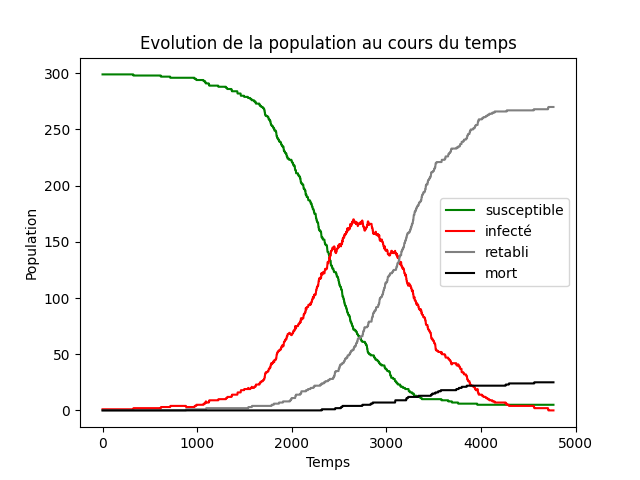 Evolution de la population au cours du temps
300
250
200
150
100
50
0
Population
susceptible
infecté
retabli
mort
0 1000 2000 3000 4000 5000
Temps